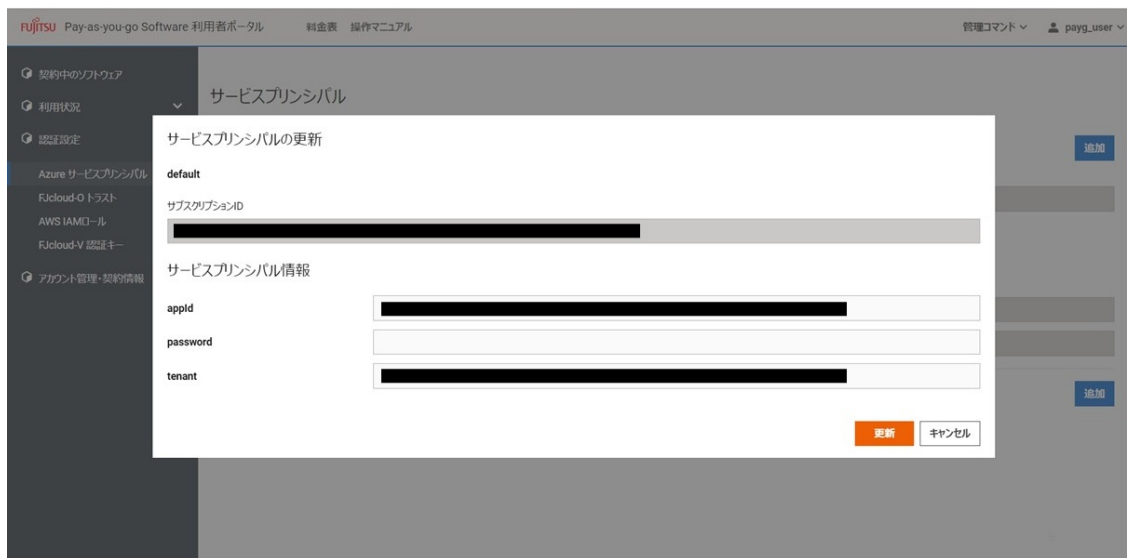 FUJITSU Pay-as-you-go Software 利用者ポータル 料金表 操作マニュアル 管理コマンド payg_user
契約中のソフトウェア
利用状況
認証設定
Azure サービスプリンシパル
FJcloud-O トラスト
AWS IAMロール
FJcloud-V 認証キー
アカウント管理・契約情報
サービスプリンシパル
追加
サービスプリンシパルの更新
default
サブスクリプションID
サービスプリンシパル情報
appId
password
tenant
更新 キャンセル
追加